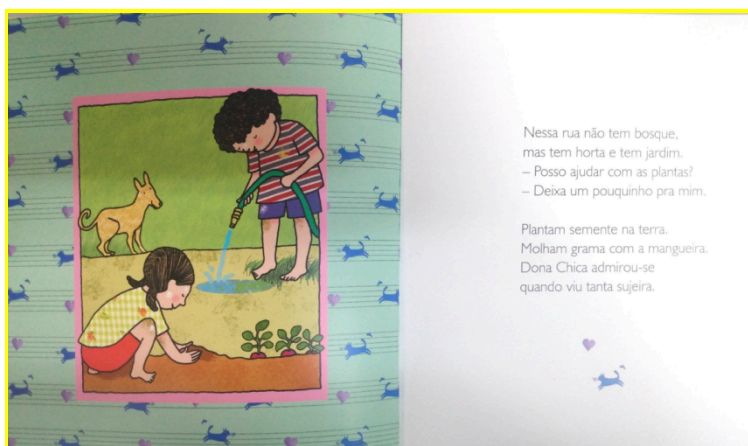 Nessa rua não tem bosque,
mas tem horta e tem jardim.
– Posso ajudar com as plantas?
– Deixa um pouquinho pra mim.
Plantam semente na terra.
Molham grama com a mangueira.
Dona Chica admirou-se
quando viu tanta sujeira.